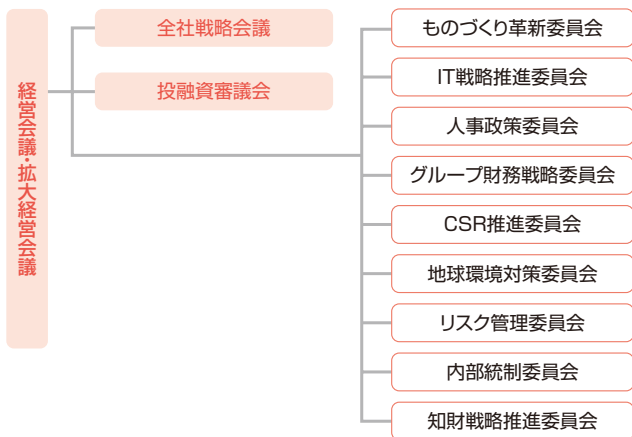 経営会議・拡大経営会議
全社戦略会議
投融資審議会
ものづくり革新委員会
IT戦略推進委員会
人事政策委員会
グループ財務戦略委員会
CSR推進委員会
地球環境対策委員会
リスク管理委員会
内部統制委員会
知財戦略推進委員会